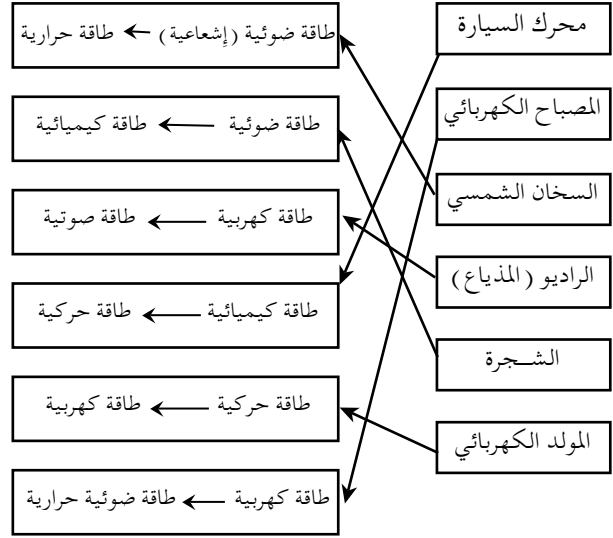 محرك السيارة
المصباح الكهربائي
السخان الشمسي
الراديو (المذياع)
الشـجرة
المولد الكهربائي
طاقة ضوئية (إشعاعية) ← طاقة حرارية
طاقة ضوئية ← طاقة كيميائية
طاقة كهربية ← طاقة صوتية
طاقة كيميائية ← طاقة حركية
طاقة حركية ← طاقة كهربية
طاقة كهربية ← طاقة ضوئية حرارية